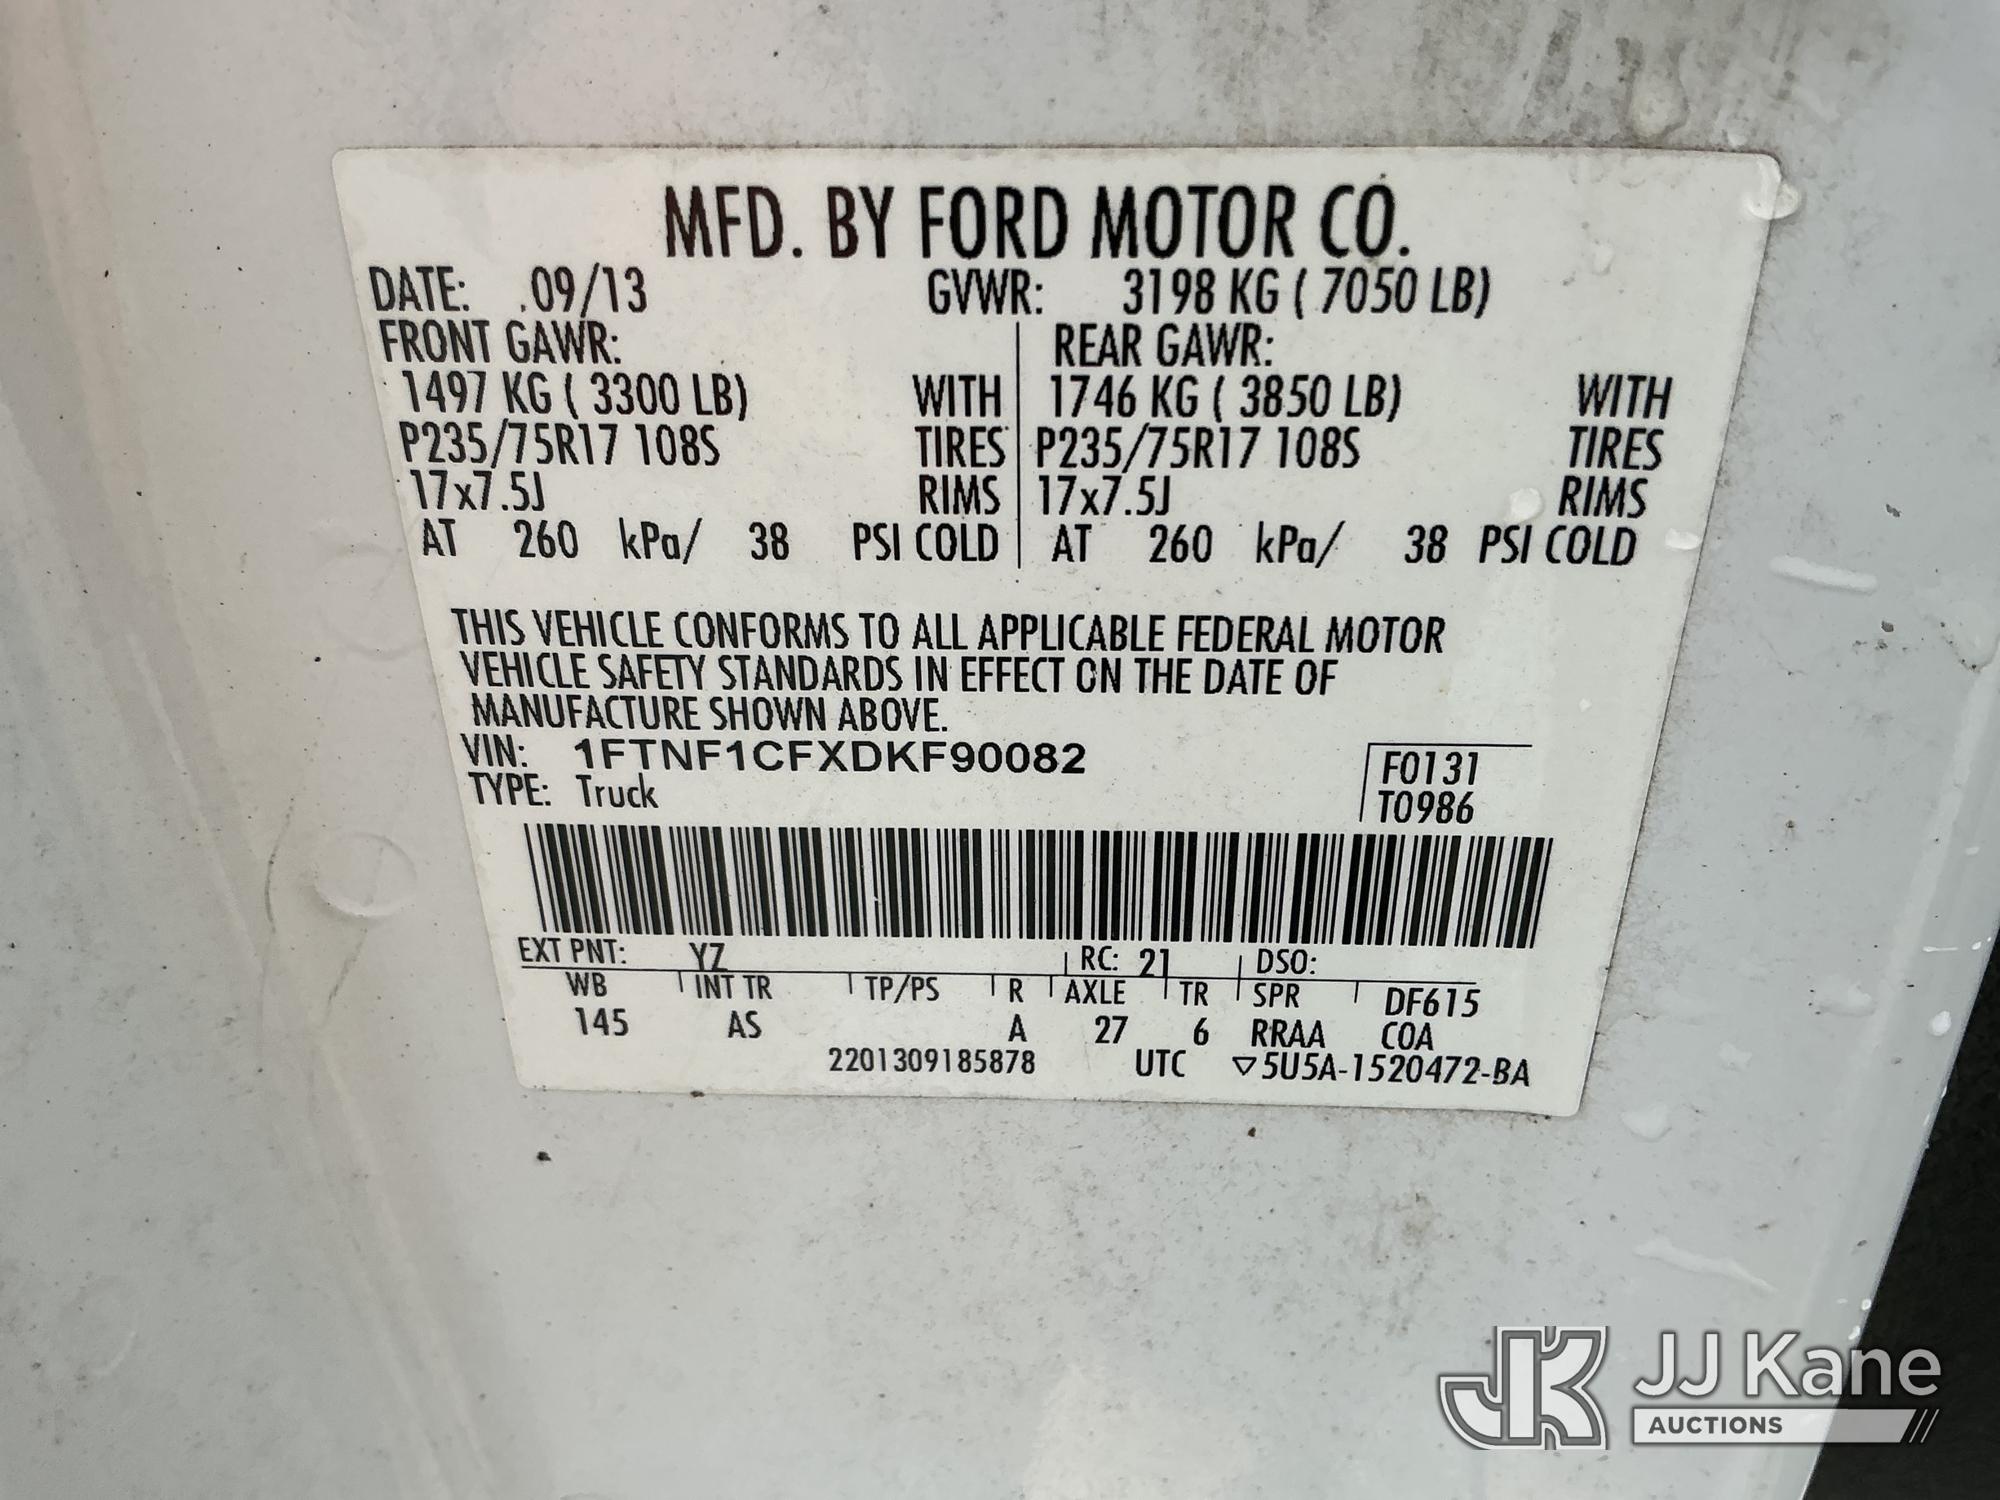 MFD. BY FORD MOTOR CO.
DATE: 09/13 GVWR: 3198 KG ( 7050 LB)
FRONT GAWR: REAR GAWR:
1497 KG ( 3300 LB) WITH 1746 KG ( 3850 LB) WITH
P235/75R17 108S TIRES P235/75R17 108S TIRES
17x7.5J RIMS 17x7.5J RIMS
AT 260 kPa/ 38 PSI COLD AT 260 kPa/ 38 PSI COLD
THIS VEHICLE CONFORMS TO ALL APPLICABLE FEDERAL MOTOR
VEHICLE SAFETY STANDARDS IN EFFECT ON THE DATE OF
MANUFACTURE SHOWN ABOVE.
VIN: 1FTNF1CFXDKF90082 F0131
TYPE: Truck T0986
EXT PNT: YZ RC: 21 DSO:
WB INT TR TP/PS R AXLE TR SPR DF615
145 AS A 27 6 RRAA COA
2201309185878 UTC ▽5U5A-1520472-BA
JK JJ Kane
AUCTIONS